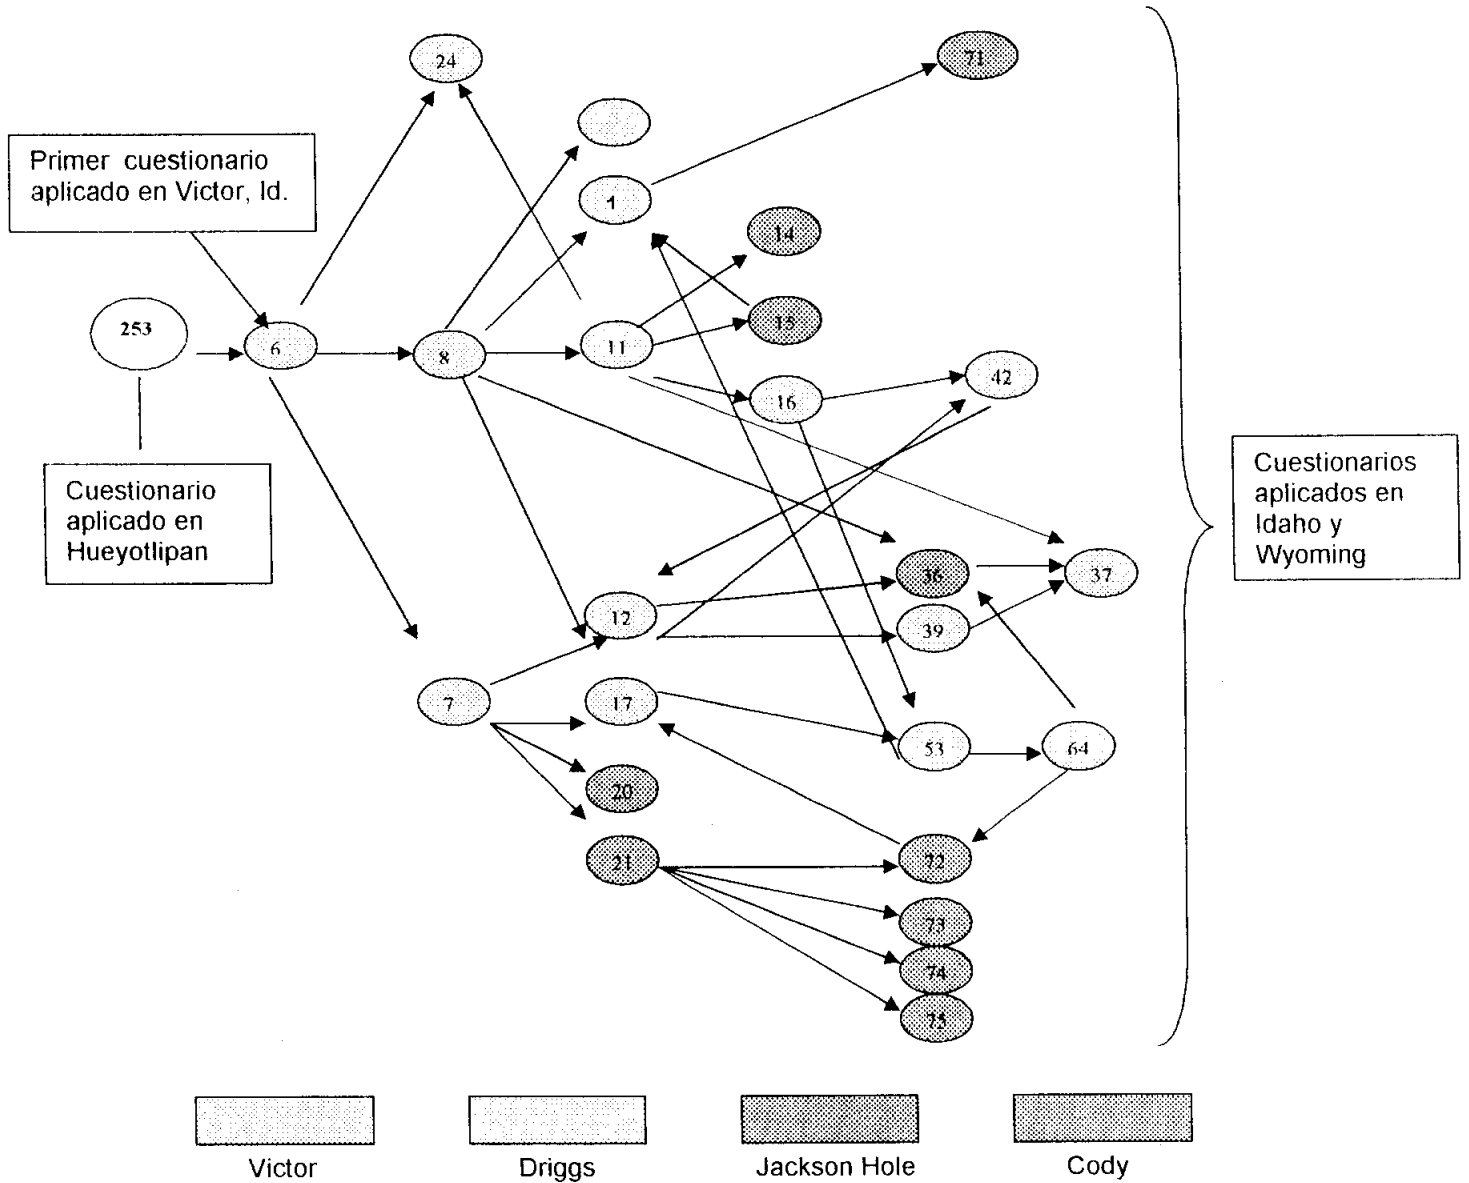 24
71
Primer cuestionario
aplicado en Victor, Id.
1
14
253
6
8
11
15
16
42
Cuestionario
aplicado en
Hueyotlipan
Cuestionarios
aplicados en
Idaho y
Wyoming
36
37
12
39
7
17
53
64
20
21
72
73
74
75
Victor
Driggs
Jackson Hole
Cody